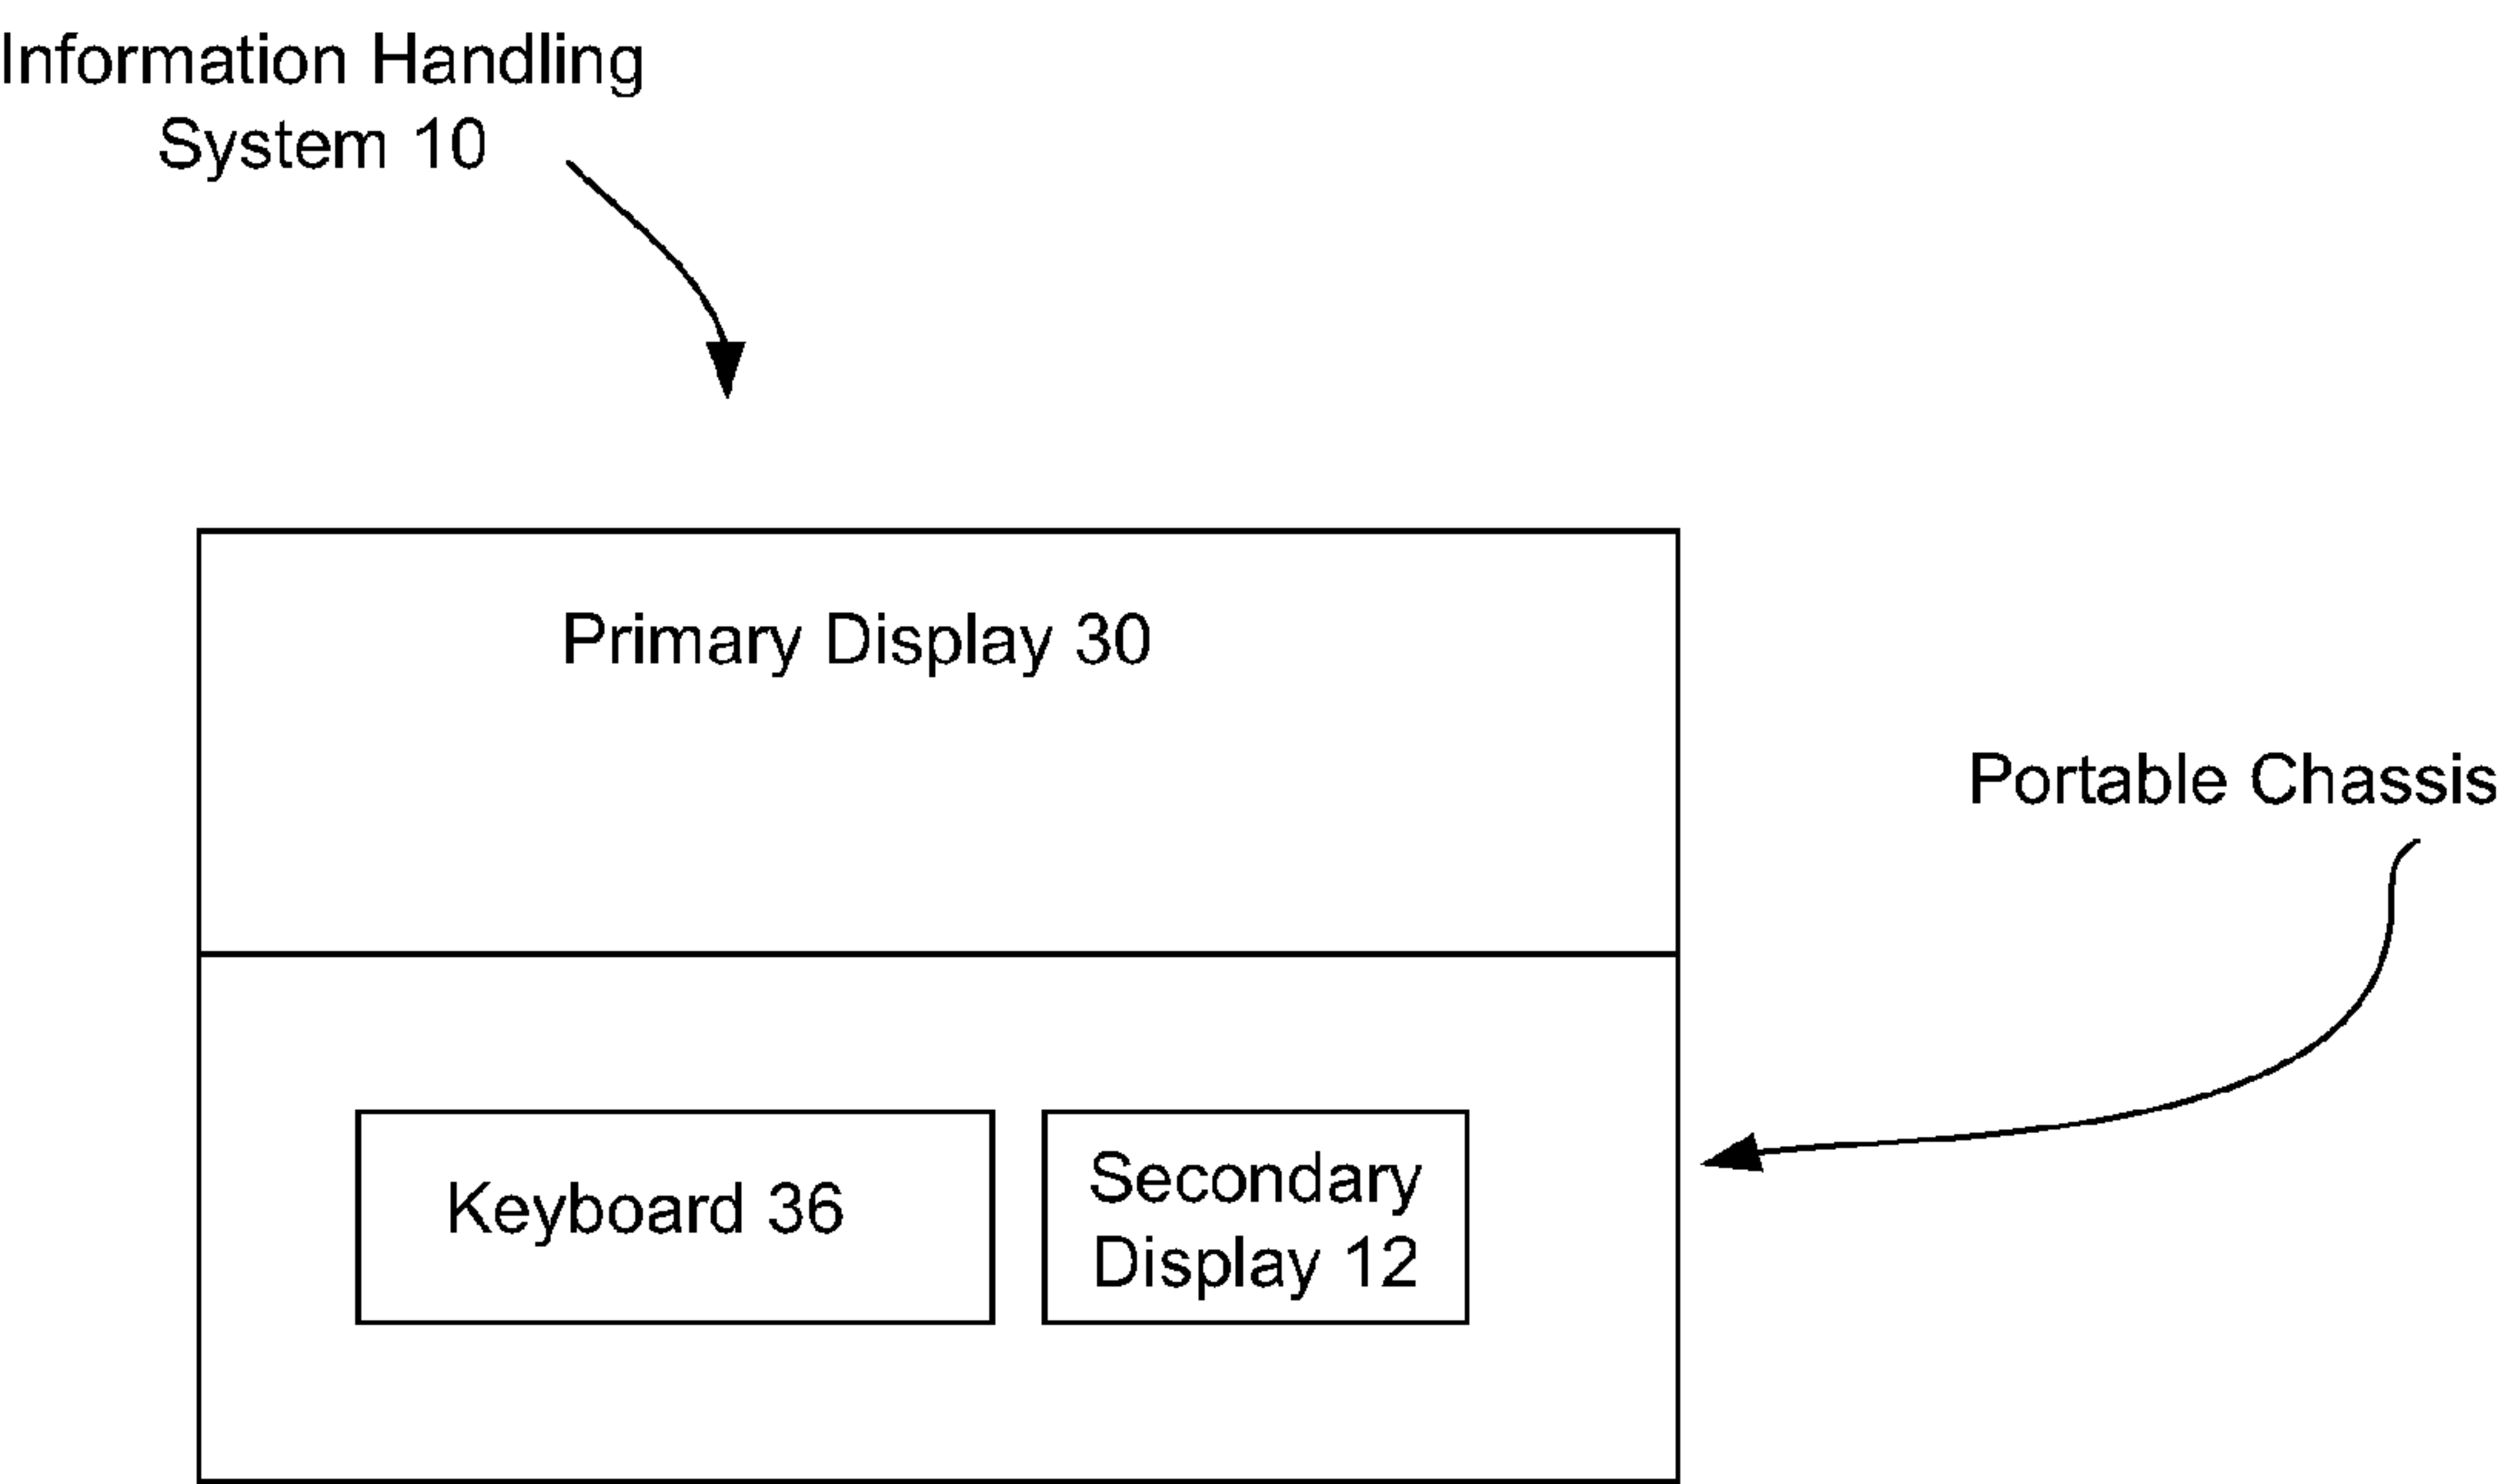 Information Handling
System 10
Primary Display 30
Portable Chassis
Keyboard 36
Secondary
Display 12